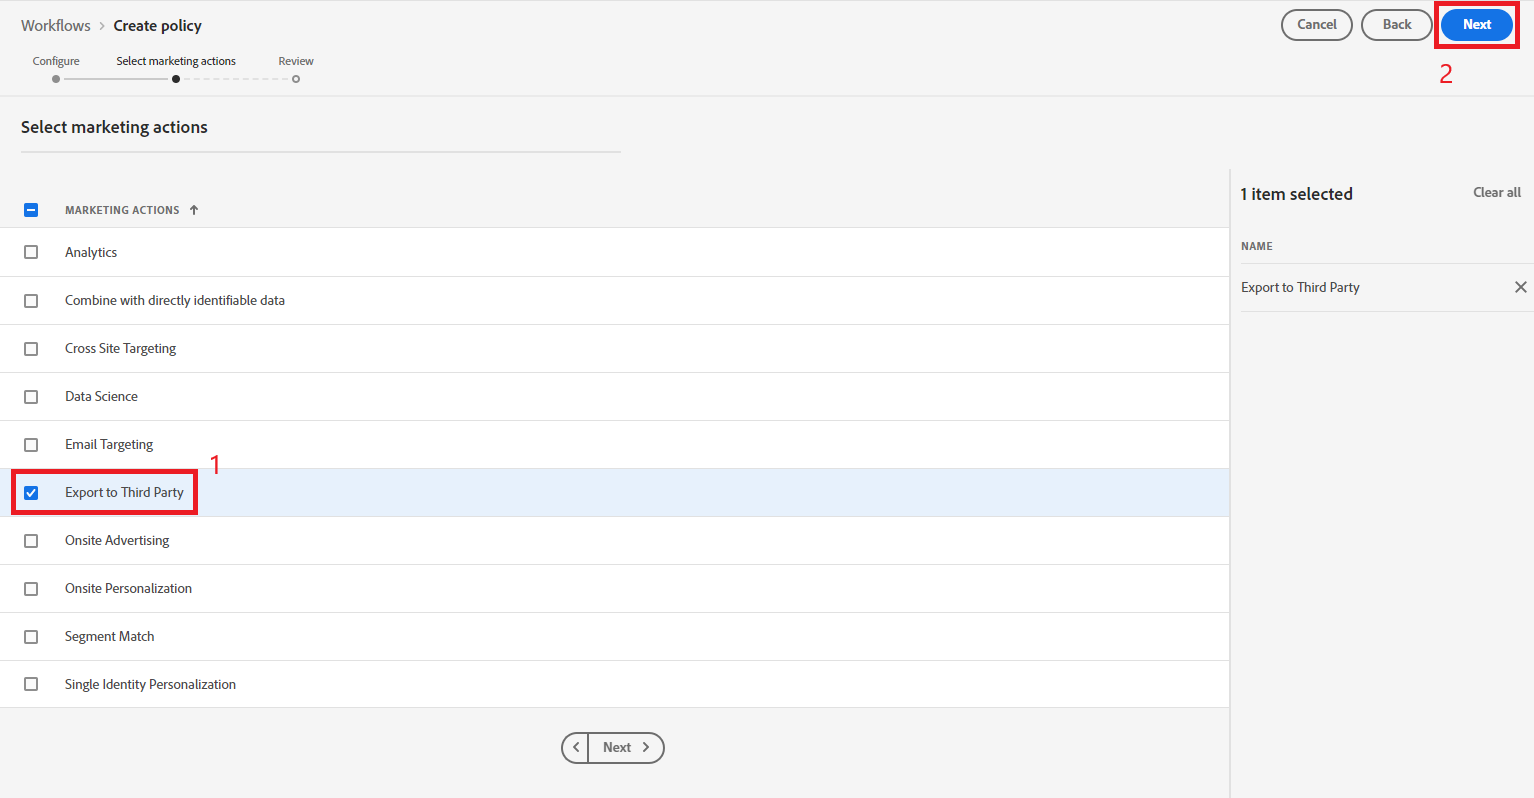 Workflows > Create policy
Cancel
Back
Next
2
Configure
Select marketing actions
Review
Select marketing actions
MARKETING ACTIONS ↑
Analytics
Combine with directly identifiable data
Cross Site Targeting
Data Science
Email Targeting
Export to Third Party
1
Onsite Advertising
Onsite Personalization
Segment Match
Single Identity Personalization
< Next >
1 item selected
Clear all
NAME
Export to Third Party